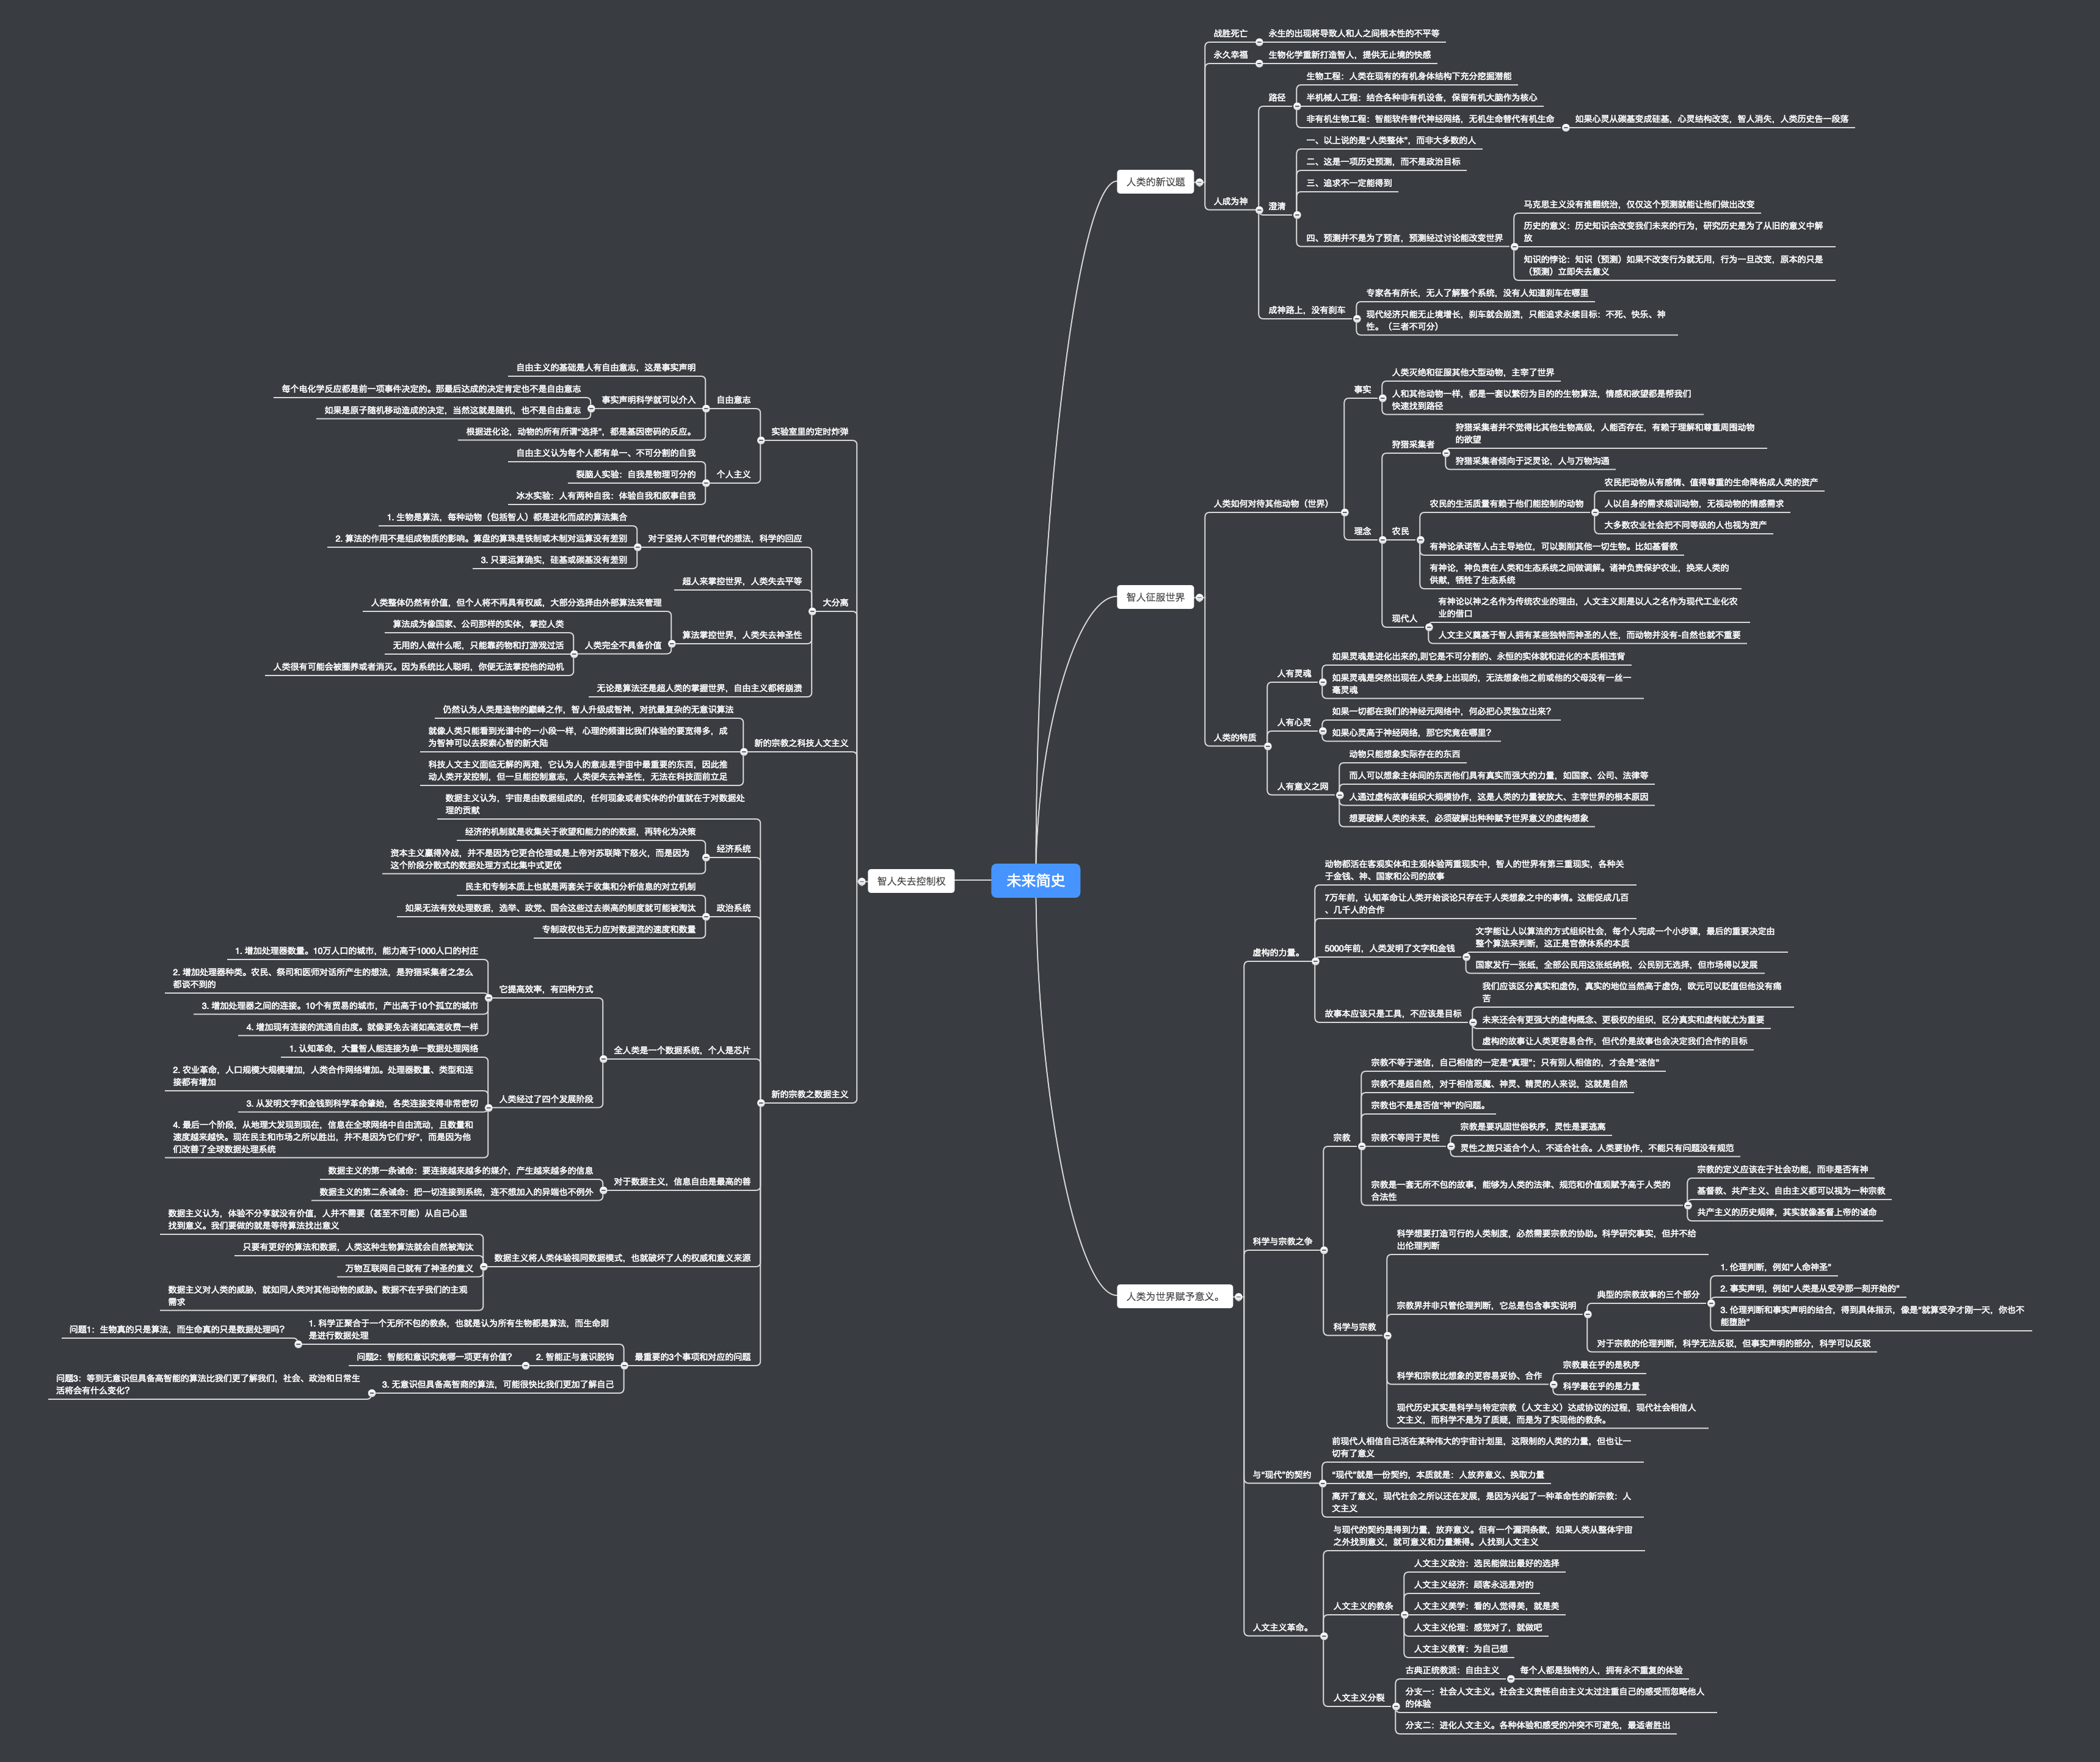 未来简史
人类的新议题
战胜死亡
永生的出现将导致人和人之间根本性的不平等
永久幸福
生物化学重新打造智人，提供无止境的快感
人成为神
路径
生物工程：人类在现有的有机身体结构下充分挖掘潜能
半机械人工程：结合各种非有机设备，保留有机大脑作为核心
非有机生物工程：智能软件替代神经网络，无机生命替代有机生命
如果心灵从碳基变成硅基，心灵结构改变，智人消失，人类历史告一段落
澄清
一、以上说的是“人类整体”，而非大多数的人
二、这是一项历史预测，而不是政治目标
三、追求不一定能得到
四、预测并不是为了预言，预测经过讨论能改变世界
马克思主义没有推翻统治，仅仅这个预测就能让他们做出改变
历史的意义：历史知识会改变我们未来的行为，研究历史是为了从旧的意义中解
放
知识的悖论：知识（预测）如果不改变行为就无用，行为一旦改变，原本的只是
（预测）立即失去意义
成神路上，没有刹车
专家各有所长，无人了解整个系统，没有人知道刹车在哪里
现代经济只能无止境增长，刹车就会崩溃，只能追求永续目标：不死、快乐、神
性。（三者不可分）
智人征服世界
人类如何对待其他动物（世界）
事实
人类灭绝和征服其他大型动物，主宰了世界
人和其他动物一样，都是一套以繁衍为目的的生物算法，情感和欲望都是帮我们
快速找到路径
理念
狩猎采集者
狩猎采集者并不觉得比其他生物高级，人能否存在，有赖于理解和尊重周围动物
的欲望
狩猎采集者倾向于泛灵论，人与万物沟通
农民
农民的生活质量有赖于他们能控制的动物
农民把动物从有感情、值得尊重的生命降格成人类的资产
人以自身的需求规训动物，无视动物的情感需求
大多数农业社会把不同等级的人也视为资产
有神论承诺智人占主导地位，可以剥削其他一切生物。比如基督教
有神论，神负责在人类和生态系统之间做调解。诸神负责保护农业，换来人类的
供献，牺牲了生态系统
现代人
有神论以神之名作为传统农业的理由，人文主义则是以人之名作为现代工业化农
业的借口
人文主义奠基于智人拥有某些独特而神圣的人性，而动物并没有-自然也就不重要
人类的特质
人有灵魂
如果灵魂是进化出来的,则它是不可分割的、永恒的实体就和进化的本质相违背
如果灵魂是突然出现在人类身上出现的，无法想象他之前或他的父母没有一丝一
毫灵魂
人有心灵
如果一切都在我们的神经元网络中，何必把心灵独立出来？
如果心灵高于神经网络，那它究竟在哪里？
人有意义之网
动物只能想象实际存在的东西
而人可以想象主体间的东西他们具有真实而强大的力量，如国家、公司、法律等
人通过虚构故事组织大规模协作，这是人类的力量被放大、主宰世界的根本原因
想要破解人类的未来，必须破解出种种赋予世界意义的虚构想象
人类为世界赋予意义。
虚构的力量。
动物都活在客观实体和主观体验两重现实中，智人的世界有第三重现实，各种关
于金钱、神、国家和公司的故事
7万年前，认知革命让人类开始谈论只存在于人类想象之中的事情。这能促成几百
、几千人的合作
5000年前，人类发明了文字和金钱
文字能让人以算法的方式组织社会，每个人完成一个小步骤，最后的重要决定由
整个算法来判断，这正是官僚体系的本质
国家发行一张纸，全部公民用这张纸纳税，公民别无选择，但市场得以发展
故事本应该只是工具，不应该是目标
我们应该区分真实和虚伪，真实的地位当然高于虚伪，欧元可以贬值但他没有痛
苦
未来还会有更强大的虚构概念、更极权的组织，区分真实和虚构就尤为重要
虚构的故事让人类更容易合作，但代价是故事也会决定我们合作的目标
科学与宗教之争
宗教
宗教不等于迷信，自己相信的一定是“真理”；只有别人相信的，才会是“迷信”
宗教不是超自然，对于相信恶魔、神灵、精灵的人来说，这就是自然
宗教也不是是否信“神”的问题。
宗教不等同于灵性
宗教是要巩固世俗秩序，灵性是要逃离
灵性之旅只适合个人，不适合社会。人类要协作，不能只有问题没有规范
宗教是一套无所不包的故事，能够为人类的法律、规范和价值观赋予高于人类的
合法性
宗教的定义应该在于社会功能，而非是否有神
基督教、共产主义、自由主义都可以视为一种宗教
共产主义的历史规律，其实就像基督上帝的诫命
科学与宗教
科学想要打造可行的人类制度，必然需要宗教的协助。科学研究事实，但并不给
出伦理判断
宗教界并非只管伦理判断，它总是包含事实说明
典型的宗教故事的三个部分
1. 伦理判断，例如“人命神圣”
2. 事实声明，例如“人类是从受孕那一刻开始的”
3. 伦理判断和事实声明的结合，得到具体指示，像是“就算受孕才刚一天，你也不
能堕胎”
对于宗教的伦理判断，科学无法反驳，但事实声明的部分，科学可以反驳
科学和宗教比想象的更容易妥协、合作
宗教最在乎的是秩序
科学最在乎的是力量
现代历史其实是科学与特定宗教（人文主义）达成协议的过程，现代社会相信人
文主义，而科学不是为了质疑，而是为了实现他的教条。
与“现代”的契约
前现代人相信自己活在某种伟大的宇宙计划里，这限制的人类的力量，但也让一
切有了意义
“现代”就是一份契约，本质就是：人放弃意义、换取力量
离开了意义，现代社会之所以还在发展，是因为兴起了一种革命性的新宗教：人
文主义
人文主义革命。
与现代的契约是得到力量，放弃意义。但有一个漏洞条款，如果人类从整体宇宙
之外找到意义，就可意义和力量兼得。人找到人文主义
人文主义的教条
人文主义政治：选民能做出最好的选择
人文主义经济：顾客永远是对的
人文主义美学：看的人觉得美，就是美
人文主义伦理：感觉对了，就做吧
人文主义教育：为自己想
人文主义分裂
古典正统教派：自由主义
每个人都是独特的人，拥有永不重复的体验
分支一：社会人文主义。社会主义责怪自由主义太过注重自己的感受而忽略他人
的体验
分支二：进化人文主义。各种体验和感受的冲突不可避免，最适者胜出
智人失去控制权
实验室里的定时炸弹
自由意志
自由主义的基础是人有自由意志，这是事实声明
事实声明科学就可以介入
每个电化学反应都是前一项事件决定的。那最后达成的决定肯定也不是自由意志
如果是原子随机移动造成的决定，当然这就是随机，也不是自由意志
根据进化论，动物的所有所谓“选择”，都是基因密码的反应。
个人主义
自由主义认为每个人都有单一、不可分割的自我
裂脑人实验：自我是物理可分的
冰水实验：人有两种自我：体验自我和叙事自我
大分离
对于坚持人不可替代的想法，科学的回应
1. 生物是算法，每种动物（包括智人）都是进化而成的算法集合
2. 算法的作用不是组成物质的影响。算盘的算珠是铁制或木制对运算没有差别
3. 只要运算确实，硅基或碳基没有差别
超人来掌控世界，人类失去平等
算法掌控世界，人类失去神圣性
人类整体仍然有价值，但个人将不再具有权威，大部分选择由外部算法来管理
人类完全不具备价值
算法成为像国家、公司那样的实体，掌控人类
无用的人做什么呢，只能靠药物和打游戏过活
人类很有可能会被圈养或者消灭。因为系统比人聪明，你便无法掌控他的动机
无论是算法还是超人类的掌握世界，自由主义都将崩溃
新的宗教之科技人文主义
仍然认为人类是造物的巅峰之作，智人升级成智神，对抗最复杂的无意识算法
就像人类只能看到光谱中的一小段一样，心理的频谱比我们体验的要宽得多，成
为智神可以去探索心智的新大陆
科技人文主义面临无解的两难，它认为人的意志是宇宙中最重要的东西，因此推
动人类开发控制，但一旦能控制意志，人类便失去神圣性，无法在科技面前立足
新的宗教之数据主义
数据主义认为，宇宙是由数据组成的，任何现象或者实体的价值就在于对数据处
理的贡献
经济系统
经济的机制就是收集关于欲望和能力的的数据，再转化为决策
资本主义赢得冷战，并不是因为它更合伦理或是上帝对苏联降下怒火，而是因为
这个阶段分散式的数据处理方式比集中式更优
政治系统
民主和专制本质上也就是两套关于收集和分析信息的对立机制
如果无法有效处理数据，选举、政党、国会这些过去崇高的制度就可能被淘汰
专制政权也无力应对数据流的速度和数量
全人类是一个数据系统，个人是芯片
它提高效率，有四种方式
1. 增加处理器数量。10万人口的城市，能力高于1000人口的村庄
2. 增加处理器种类。农民、祭司和医师对话所产生的想法，是狩猎采集者之怎么
都谈不到的
3. 增加处理器之间的连接。10个有贸易的城市，产出高于10个孤立的城市
4. 增加现有连接的流通自由度。就像要免去诸如高速收费一样
人类经过了四个发展阶段
1. 认知革命，大量智人能连接为单一数据处理网络
2. 农业革命，人口规模大规模增加，人类合作网络增加。处理器数量、类型和连
接都有增加
3. 从发明文字和金钱到科学革命肇始，各类连接变得非常密切
4. 最后一个阶段，从地理大发现到现在，信息在全球网络中自由流动，且数量和
速度越来越快。现在民主和市场之所以胜出，并不是因为它们“好”，而是因为他
们改善了全球数据处理系统
对于数据主义，信息自由是最高的善
数据主义的第一条诫命：要连接越来越多的媒介，产生越来越多的信息
数据主义的第二条诫命：把一切连接到系统，连不想加入的异端也不例外
数据主义将人类体验视同数据模式，也就破坏了人的权威和意义来源
数据主义认为，体验不分享就没有价值，人并不需要（甚至不可能）从自己心里
找到意义。我们要做的就是等待算法找出意义
只要有更好的算法和数据，人类这种生物算法就会自然被淘汰
万物互联网自己就有了神圣的意义
数据主义对人类的威胁，就如同人类对其他动物的威胁。数据不在乎我们的主观
需求
最重要的3个事项和对应的问题
1. 科学正聚合于一个无所不包的教条，也就是认为所有生物都是算法，而生命则
是进行数据处理
问题1：生物真的只是算法，而生命真的只是数据处理吗？
2. 智能正与意识脱钩
问题2：智能和意识究竟哪一项更有价值？
3. 无意识但具备高智商的算法，可能很快比我们更加了解自己
问题3：等到无意识但具备高智能的算法比我们更了解我们，社会、政治和日常生
活将会有什么变化？